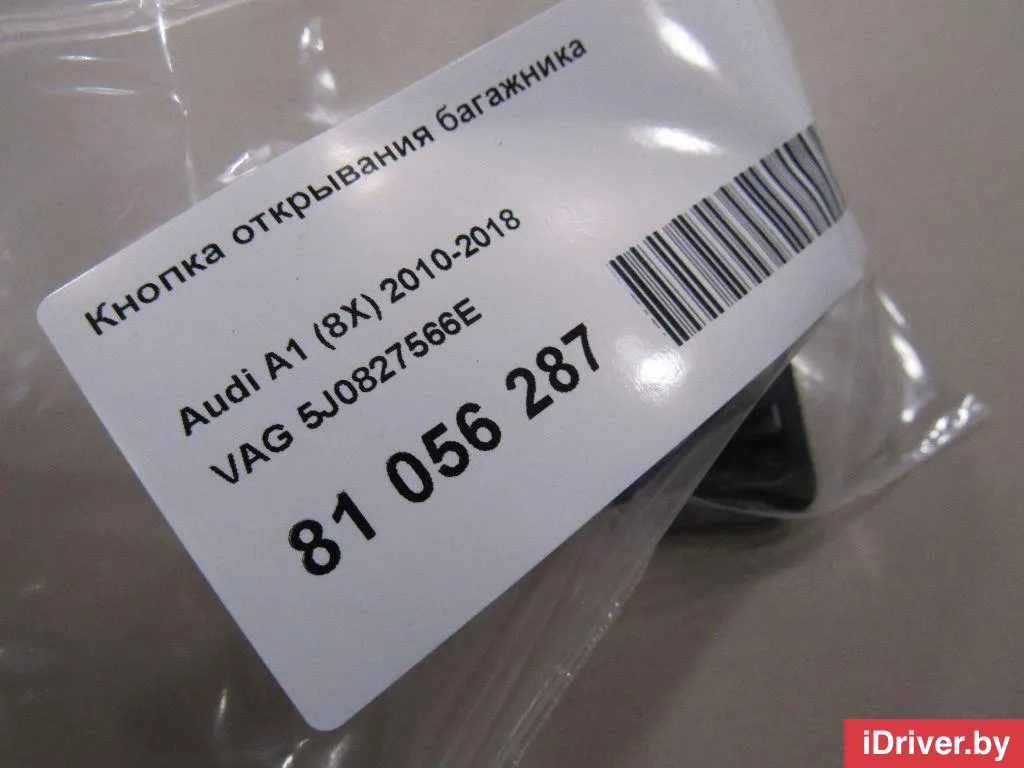 Кнопка открывания багажника
Audi A1 (8X) 2010-2018
VAG 5J0827566E
81 056 287
iDriver.by